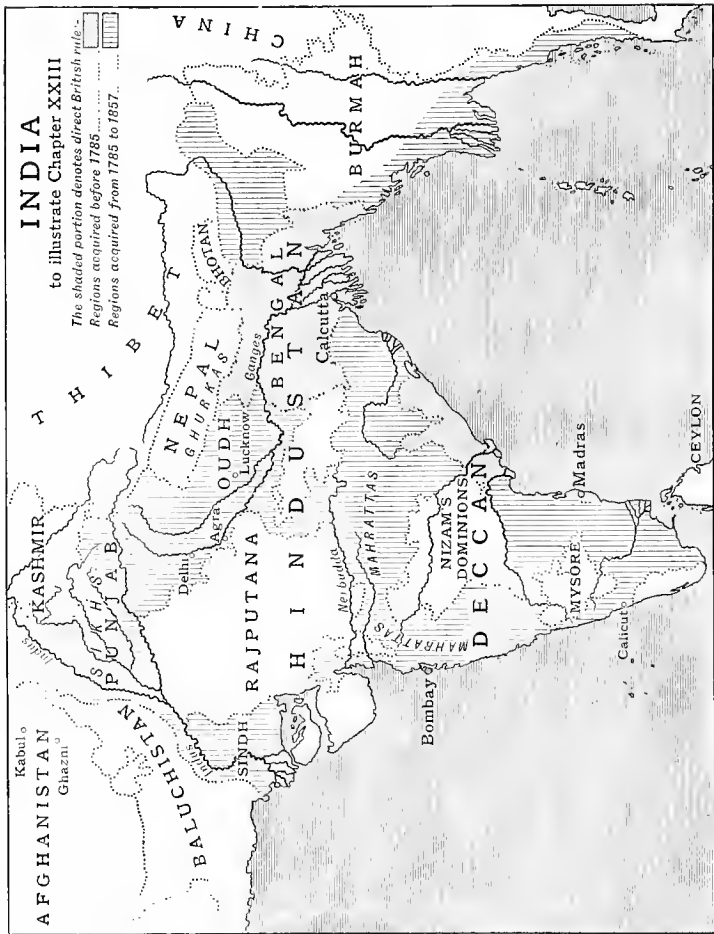 INDIA
to illustrate Chapter XXIII
The shaded portion denotes direct British rule:-
Regions acquired before 1785
Regions acquired from 1785 to 1857
AFGHANISTAN
Kabul
Ghazni
BALUCHISTAN
KASHMIR
Indus
SIKHS
PUNJAB
THIBET
CHINA
NEPAL
GHURKAS
BHOTAN
Delhi
Agra
OUDH
Lucknow
Ganges
BENGAL
Indus
SINDH
RAJPUTANA
HINDUSTAN
Calcutta
BURMAH
Nerbudda
MAHRATTAS
MAHRATTAS
Bombay
NIZAM'S
DOMINIONS
DECCAN
MYSORE
Madras
Calicut
CEYLON